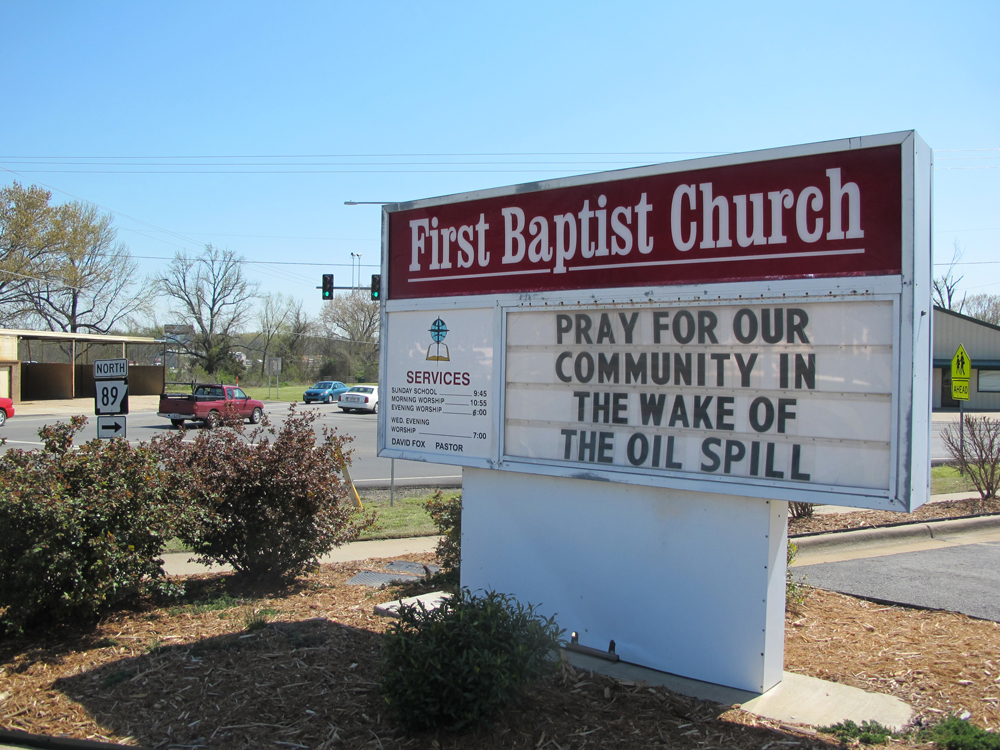 First Baptist Church
PRAY FOR OUR
COMMUNITY IN
THE WAKE OF
THE OIL SPILL
SERVICES
SUNDAY SCHOOL 9:45
MORNING WORSHIP 10:55
EVENING WORSHIP 6:00
WED. EVENING
WORSHIP 7:00
DAVID FOX PASTOR
NORTH
89
AHEAD